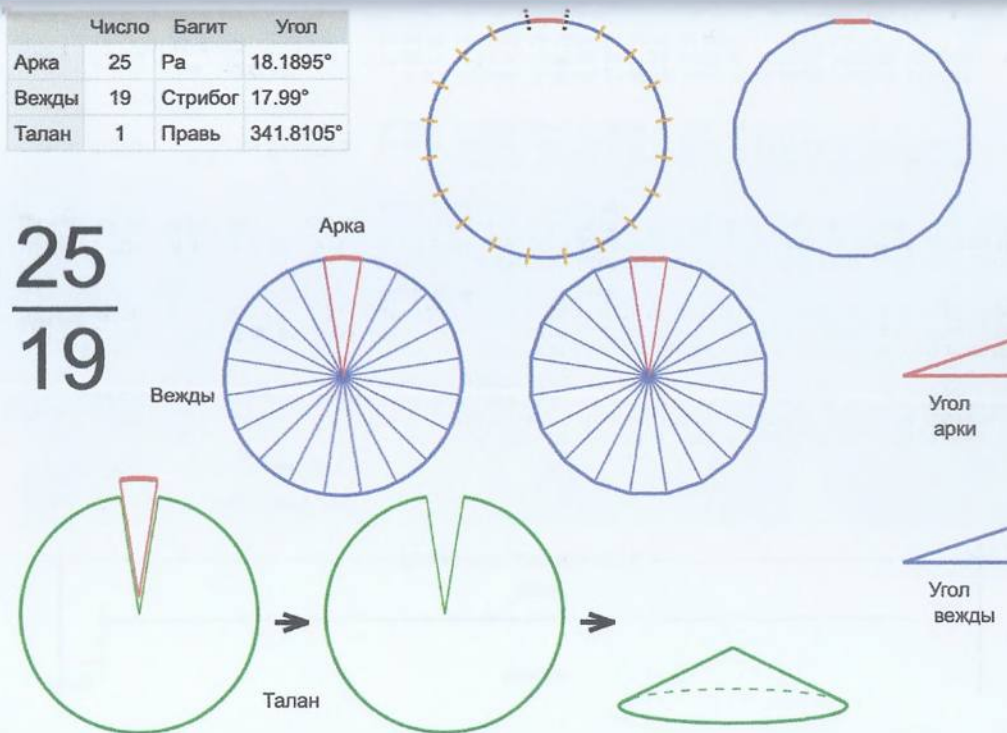 Число Багит Угол
Арка 25 Ра 18.1895°
Вежды 19 Стрибог 17.99°
Талан 1 Правь 341.8105°
25
19
Арка
Вежды
Угол
арки
Угол
вежды
Талан